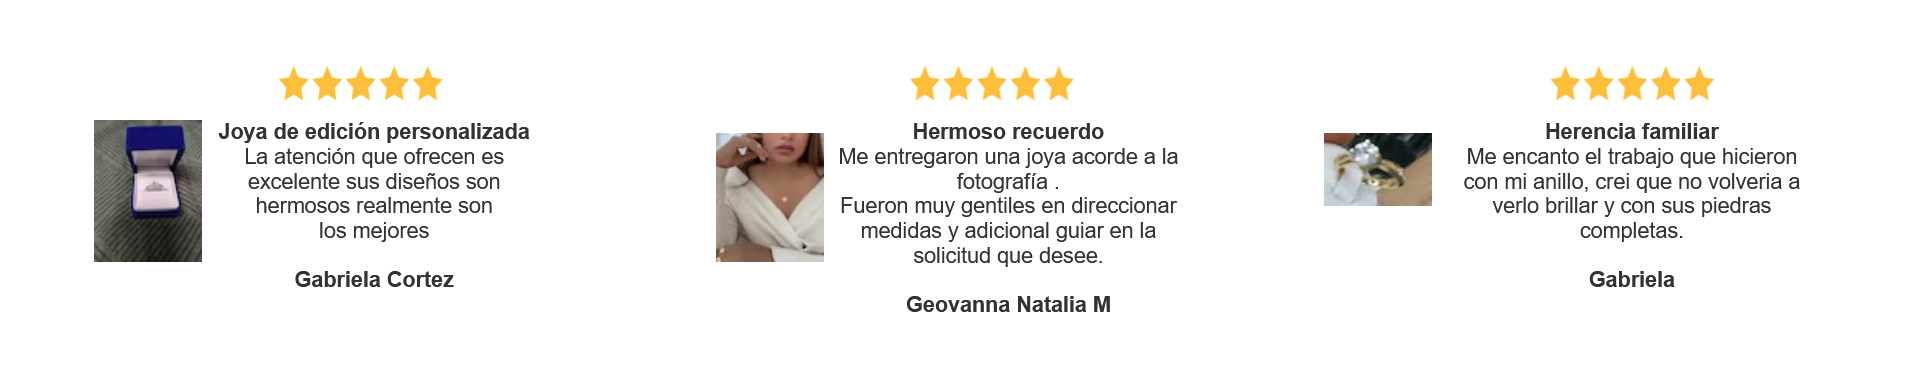 Joya de edición personalizada
La atención que ofrecen es
excelente sus diseños son
hermosos realmente son
los mejores
Gabriela Cortez
Hermoso recuerdo
Me entregaron una joya acorde a la
fotografía .
Fueron muy gentiles en direccionar
medidas y adicional guiar en la
solicitud que desee.
Geovanna Natalia M
Herencia familiar
Me encanto el trabajo que hicieron
con mi anillo, crei que no volveria a
verlo brillar y con sus piedras
completas.
Gabriela